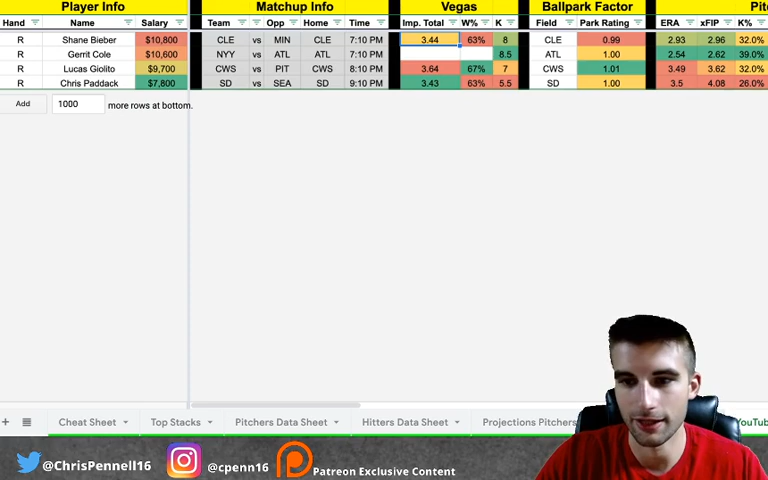 Player Info Matchup Info Vegas Ballpark Factor
Hand Name Salary Team Opp Home Time Imp. Total W% K Field Park Rating ERA xFIP K%
R Shane Bieber $10,800 CLE vs MIN CLE 7:10 PM 3.44 63% 8 CLE 0.99 2.93 2.96 32.0%
R Gerrit Cole $10,600 NYY vs ATL ATL 7:10 PM 8.5 ATL 1.00 2.54 2.62 39.0%
R Lucas Giolito $9,700 CWS vs PIT CWS 8:10 PM 3.64 67% 7 CWS 1.01 3.49 3.62 32.0%
R Chris Paddack $7,800 SD vs SEA SD 9:10 PM 3.43 63% 5.5 SD 1.00 3.5 4.08 26.0%
Add 1000 more rows at bottom.
+ Cheat Sheet Top Stacks Pitchers Data Sheet Hitters Data Sheet Projections Pitchers
@ChrisPennell16 @cpenn16 Patreon Exclusive Content